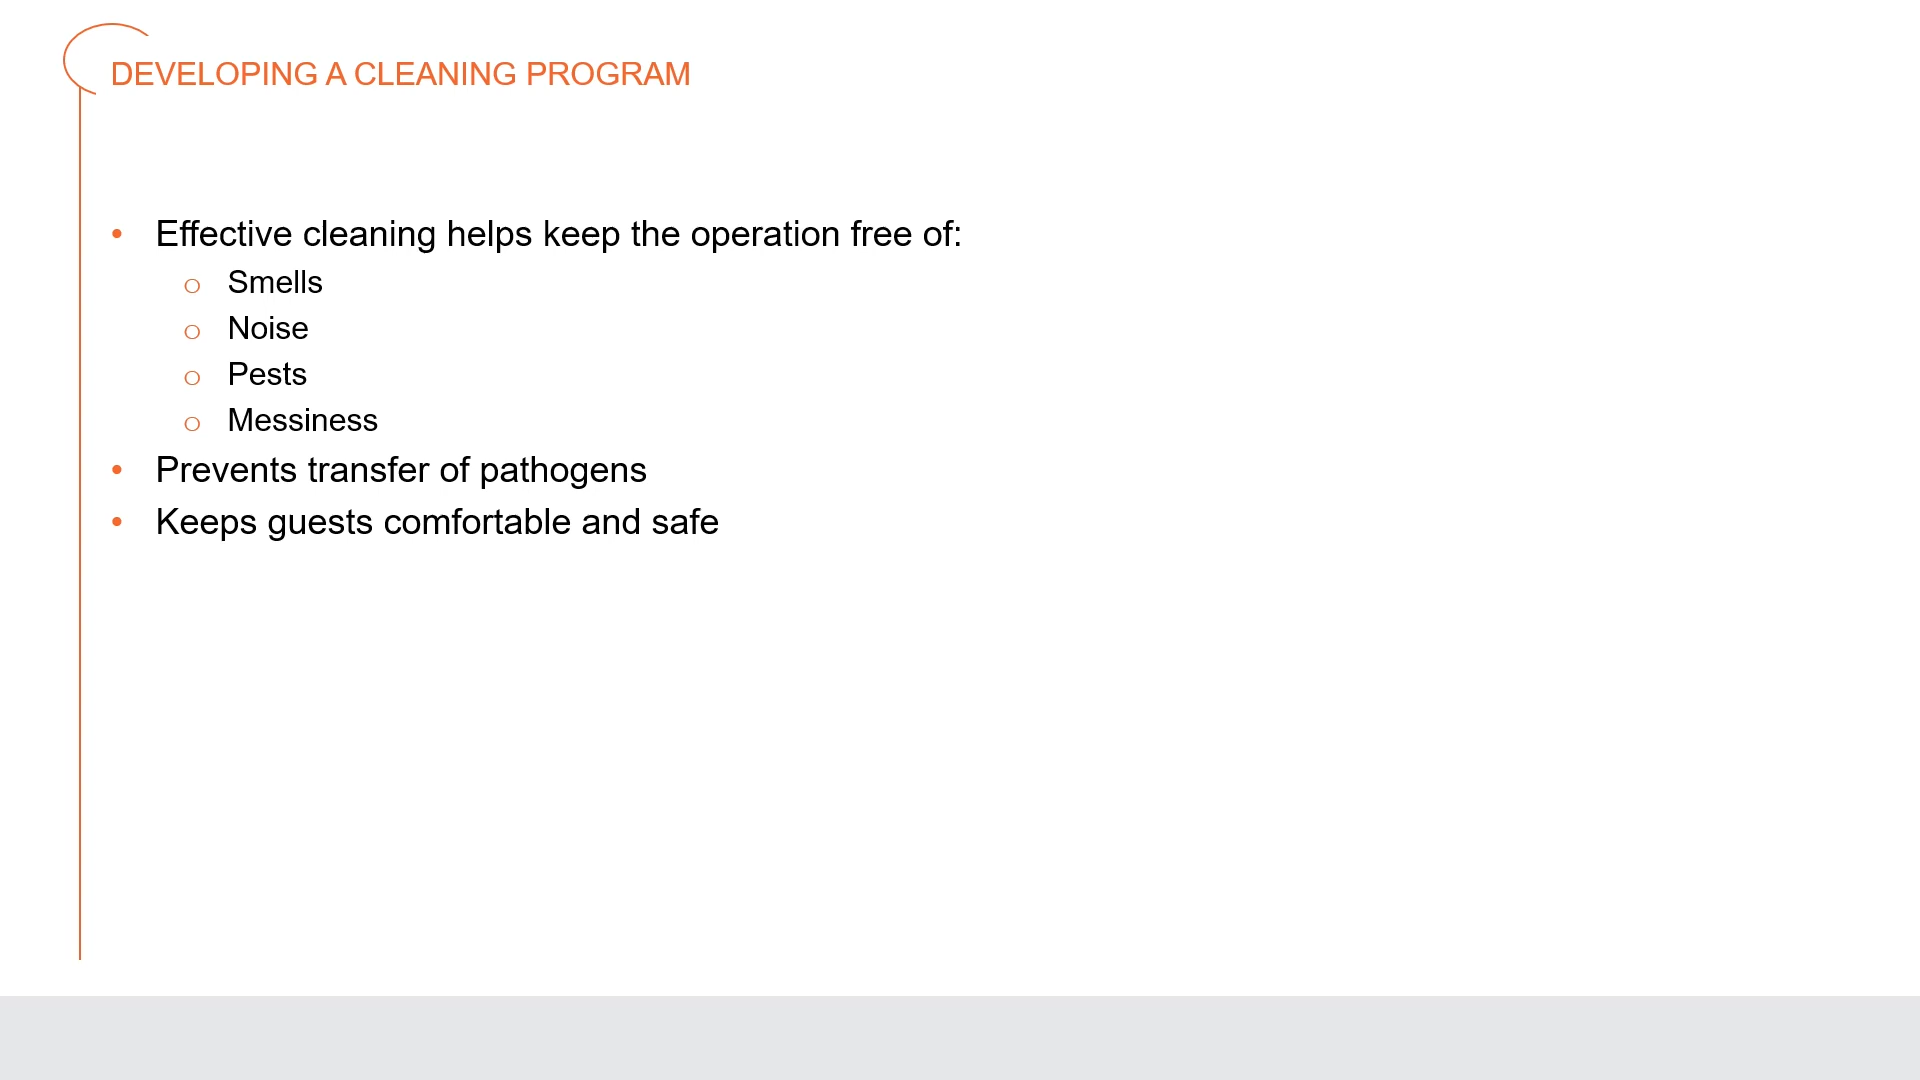 DEVELOPING A CLEANING PROGRAM
• Effective cleaning helps keep the operation free of:
o Smells
o Noise
o Pests
o Messiness
• Prevents transfer of pathogens
• Keeps guests comfortable and safe